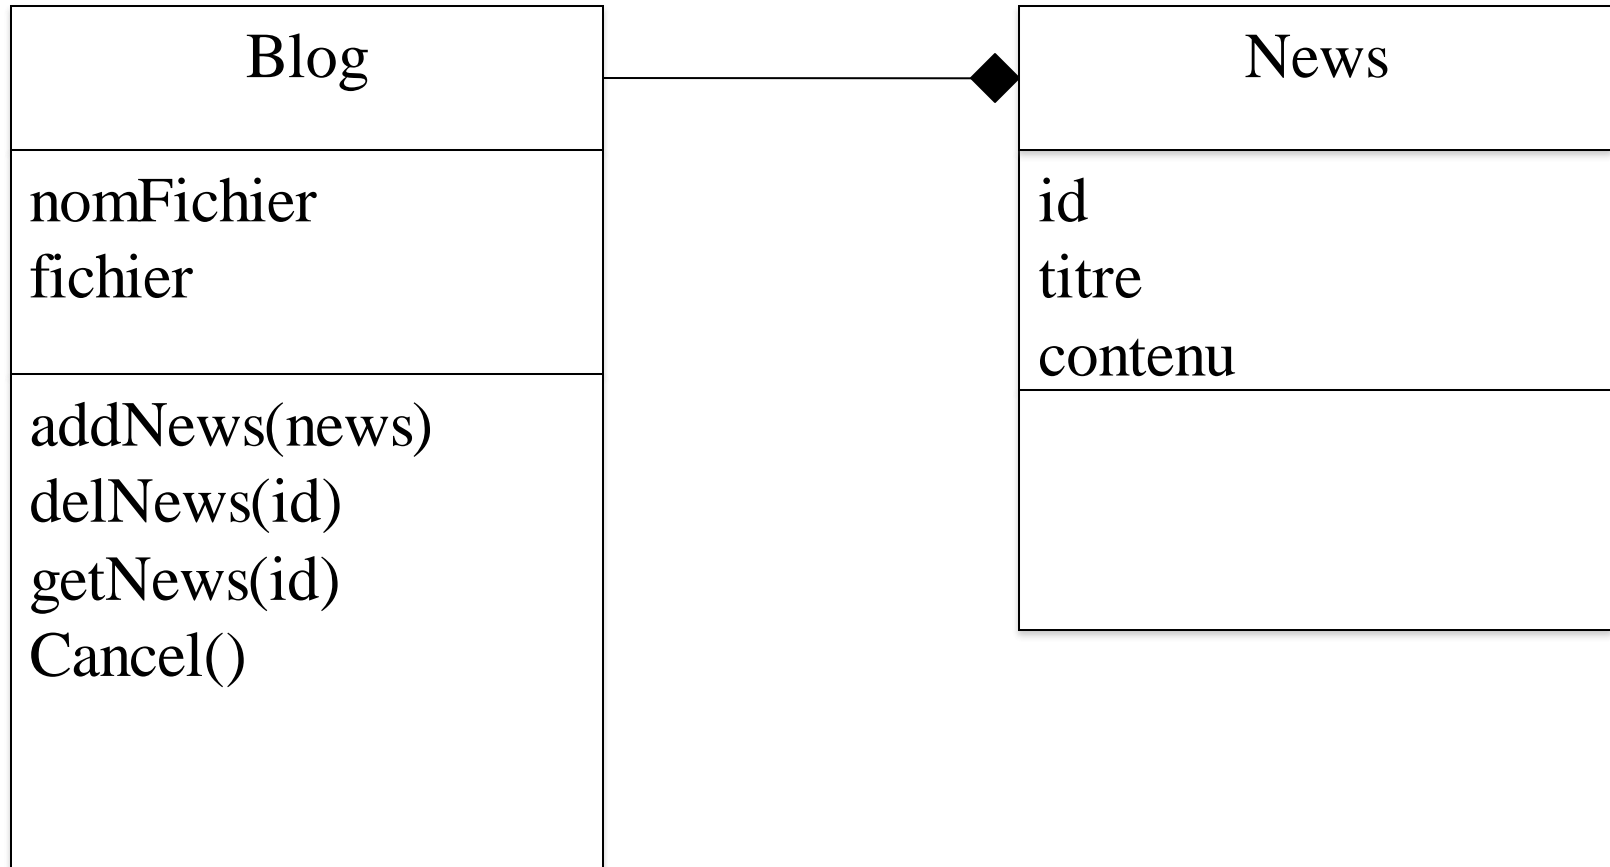 Blog
nomFichier
fichier
addNews(news)
delNews(id)
getNews(id)
Cancel()
News
id
titre
contenu